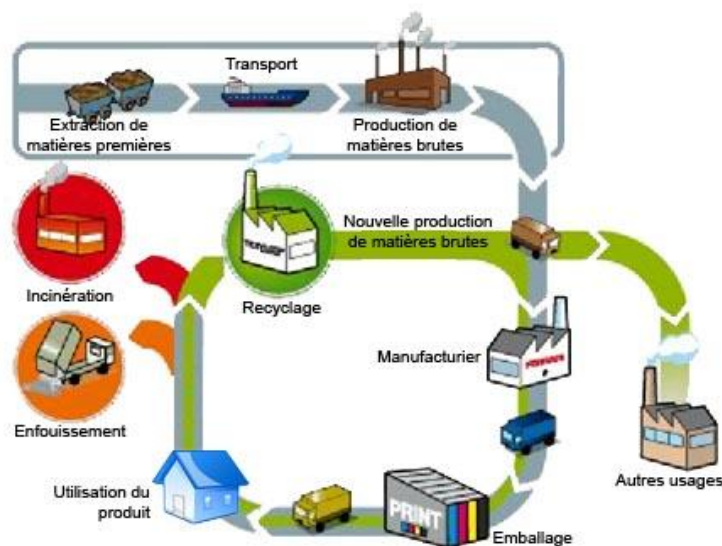 Transport
Extraction de
matières premières
Production de
matières brutes
Nouvelle production
de matières brutes
Incinération
Recyclage
Manufacturier
Enfouissement
Autres usages
Utilisation du
produit
PRINT
Emballage